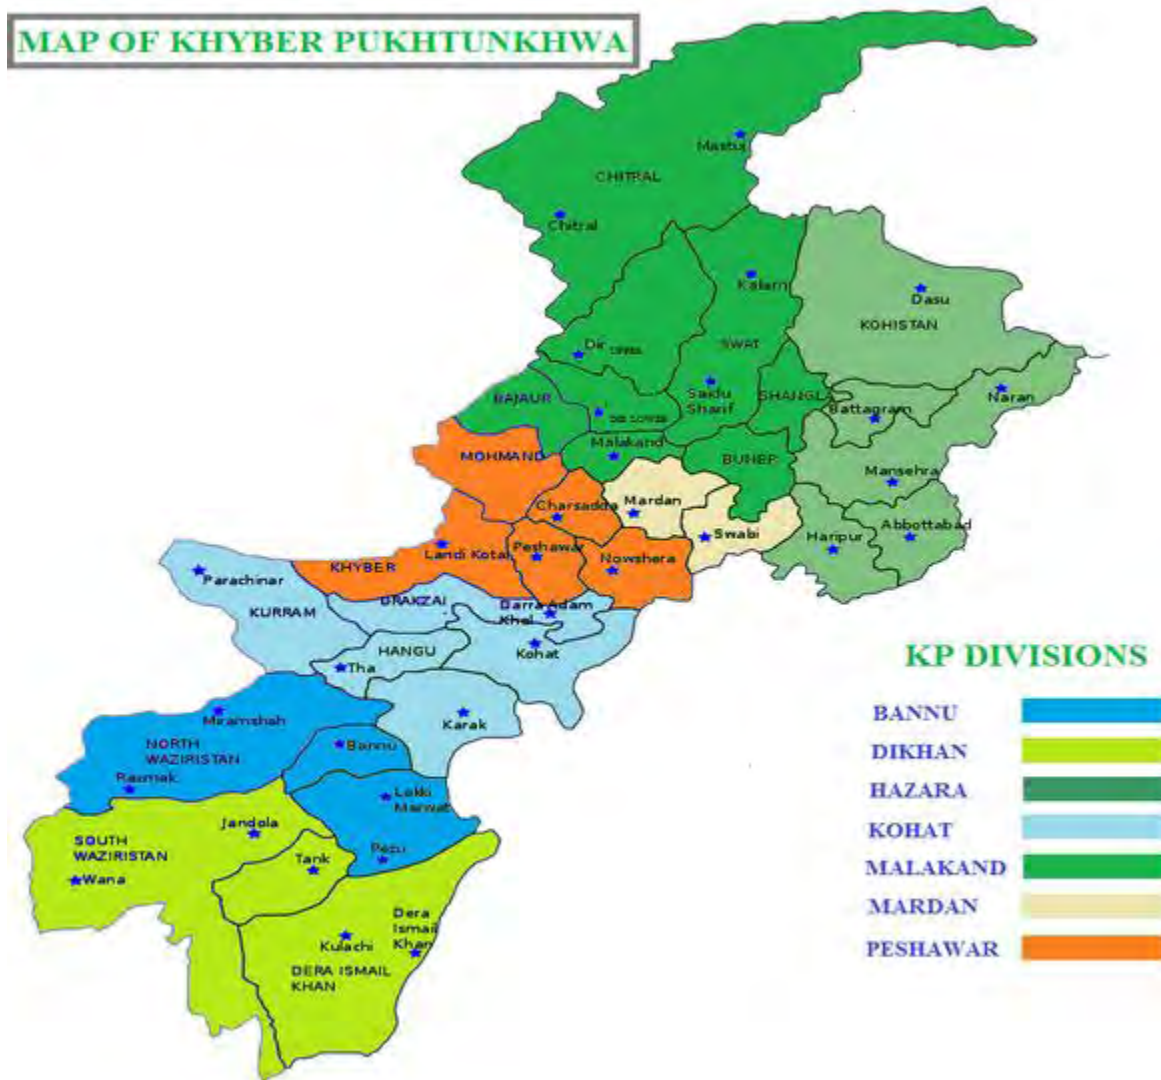 MAP OF KHYBER PUKHTUNKHWA
Mastuj
CHITRAL
Chitral
Kalam
Dasu
KOHISTAN
Dir UPPER
SWAT
Saidu
Sharif
SHANGLA
BAJAUR
DIR LOWER
Battagram
Naran
Malakand
BUNER
MOHMAND
Mansehra
Charsadda
Mardan
Swabi
Haripur
Abbottabad
Landi Kotal
Peshawar
Nowshera
KHYBER
Parachinar
KURRAM
ORAKZAI
Darra Adam
Khel
HANGU
Kohat
Tha
Karak
Miramshah
NORTH
WAZIRISTAN
Bannu
Razmak
Lakki
Marwat
Jandola
SOUTH
WAZIRISTAN
Pezu
Tank
Wana
Dera
Ismail
Khan
Kulachi
DERA ISMAIL
KHAN
KP DIVISIONS
BANNU
DIKHAN
HAZARA
KOHAT
MALAKAND
MARDAN
PESHAWAR